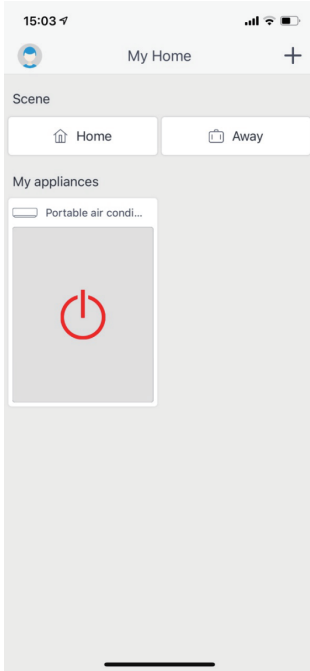 15:03
My Home
Scene
Home
Away
My appliances
Portable air condi...